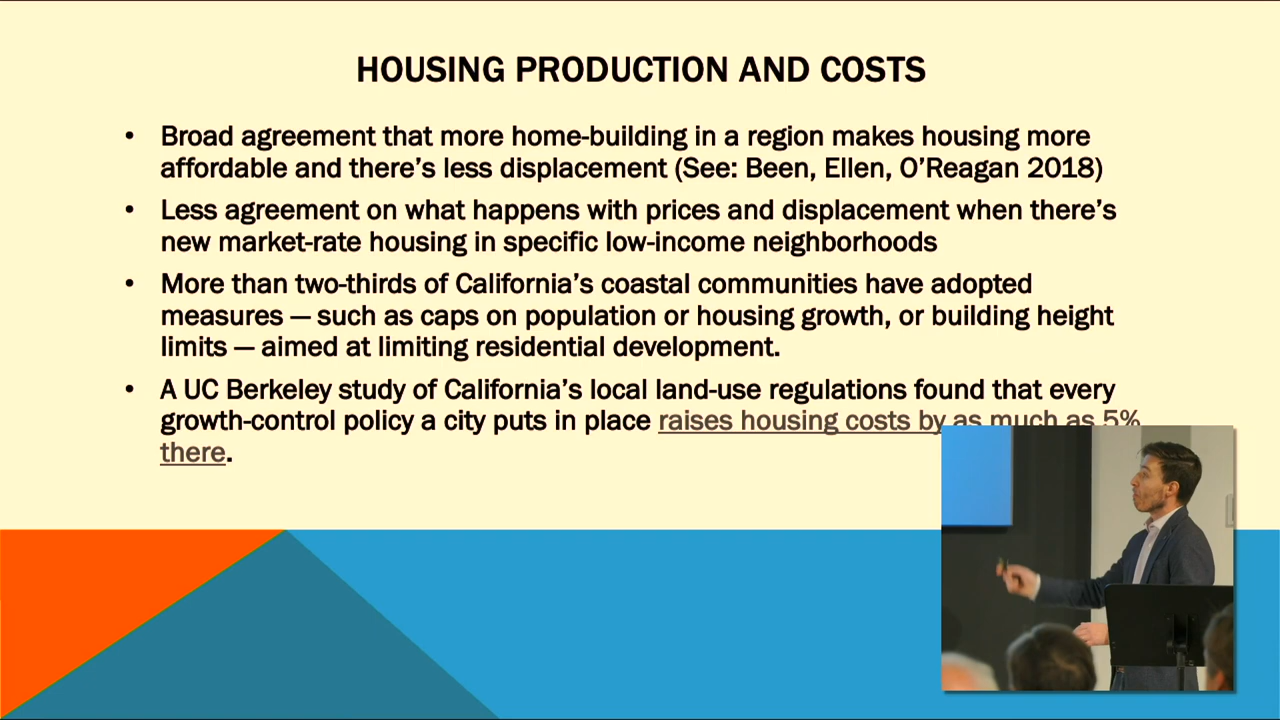 HOUSING PRODUCTION AND COSTS
• Broad agreement that more home-building in a region makes housing more
affordable and there's less displacement (See: Been, Ellen, O'Reagan 2018)
• Less agreement on what happens with prices and displacement when there's
new market-rate housing in specific low-income neighborhoods
• More than two-thirds of California's coastal communities have adopted
measures — such as caps on population or housing growth, or building height
limits — aimed at limiting residential development.
• A UC Berkeley study of California's local land-use regulations found that every
growth-control policy a city puts in place raises housing costs by as much as 5%
there.